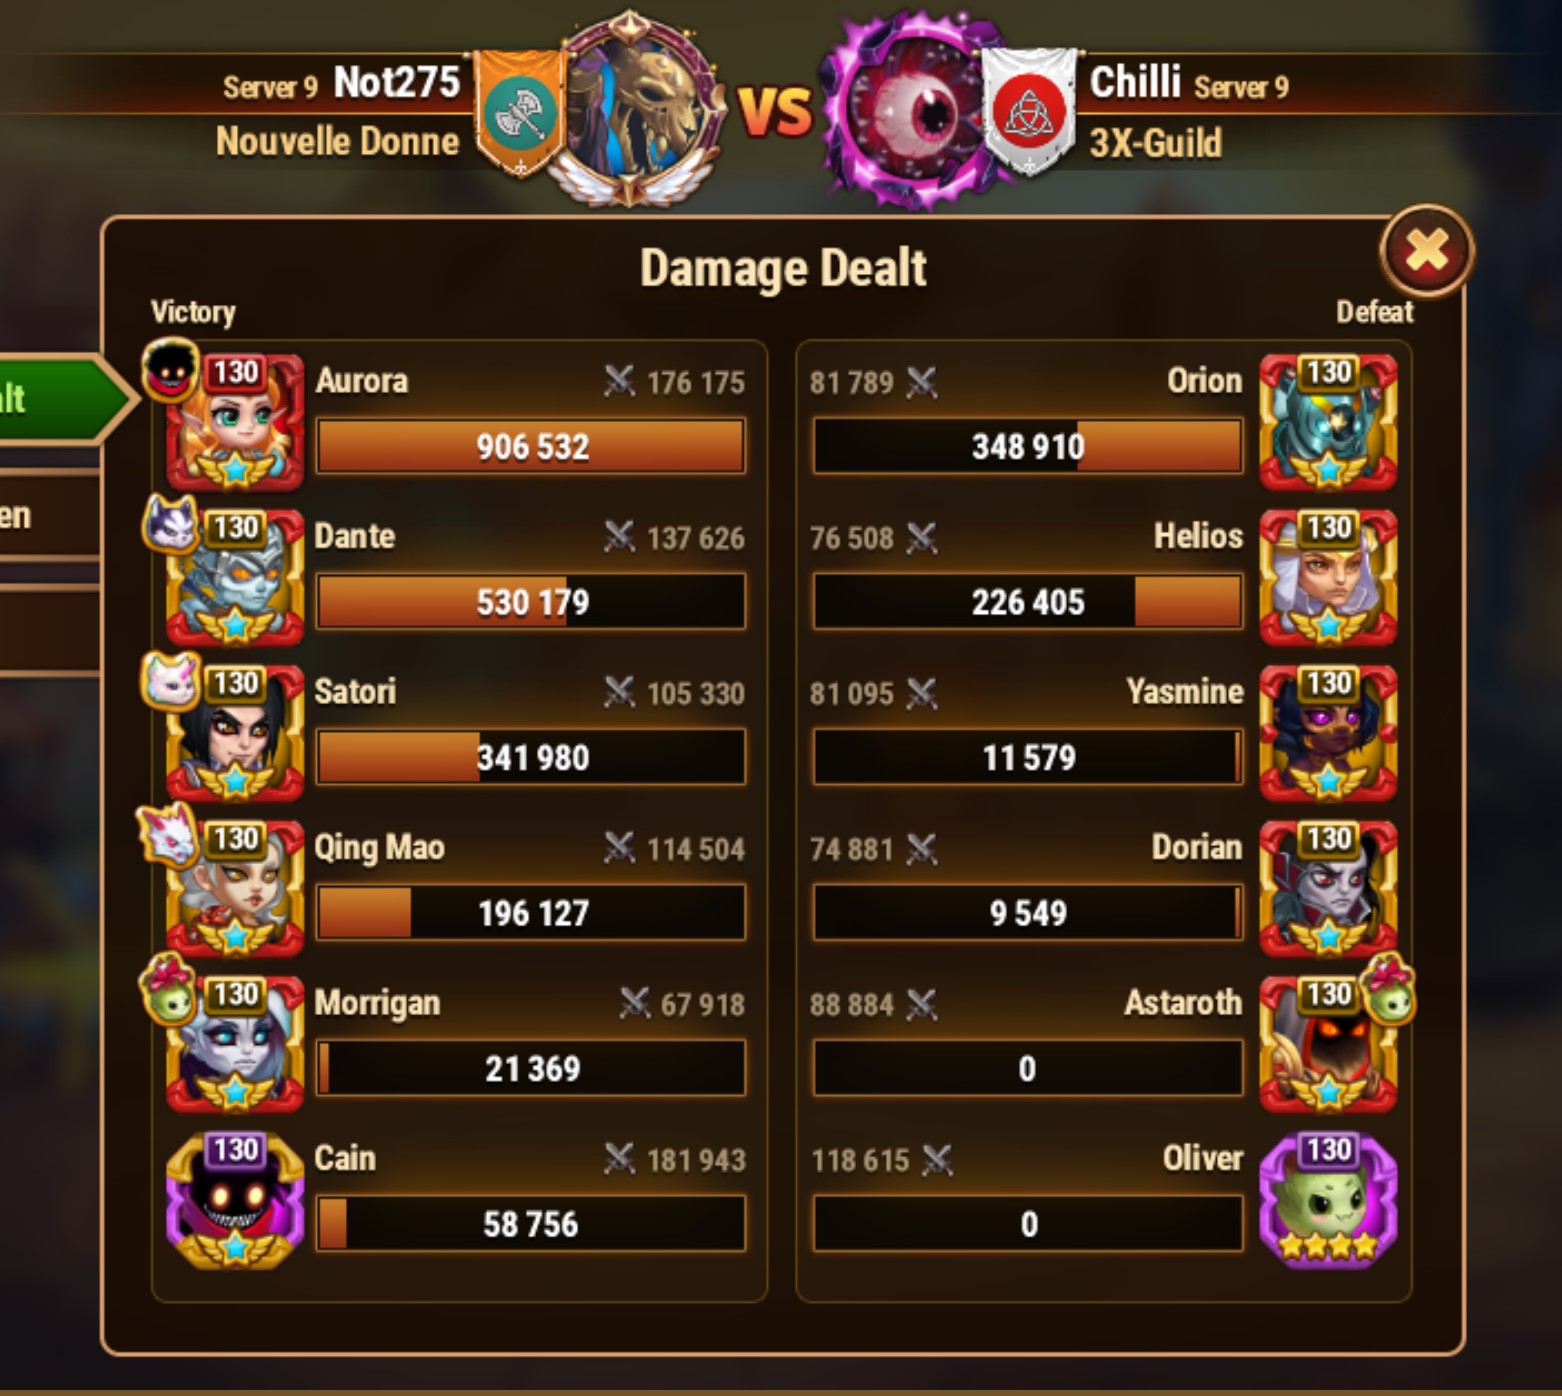 Server 9 Not275
Nouvelle Donne
VS
Chilli Server 9
3X-Guild
Damage Dealt
Victory
Defeat
lt
en
130 Aurora 176 175
906 532
81 789 Orion 130
348 910
130 Dante 137 626
530 179
76 508 Helios 130
226 405
130 Satori 105 330
341 980
81 095 Yasmine 130
11 579
130 Qing Mao 114 504
196 127
74 881 Dorian 130
9 549
130 Morrigan 67 918
21 369
88 884 Astaroth 130
0
130 Cain 181 943
58 756
118 615 Oliver 130
0